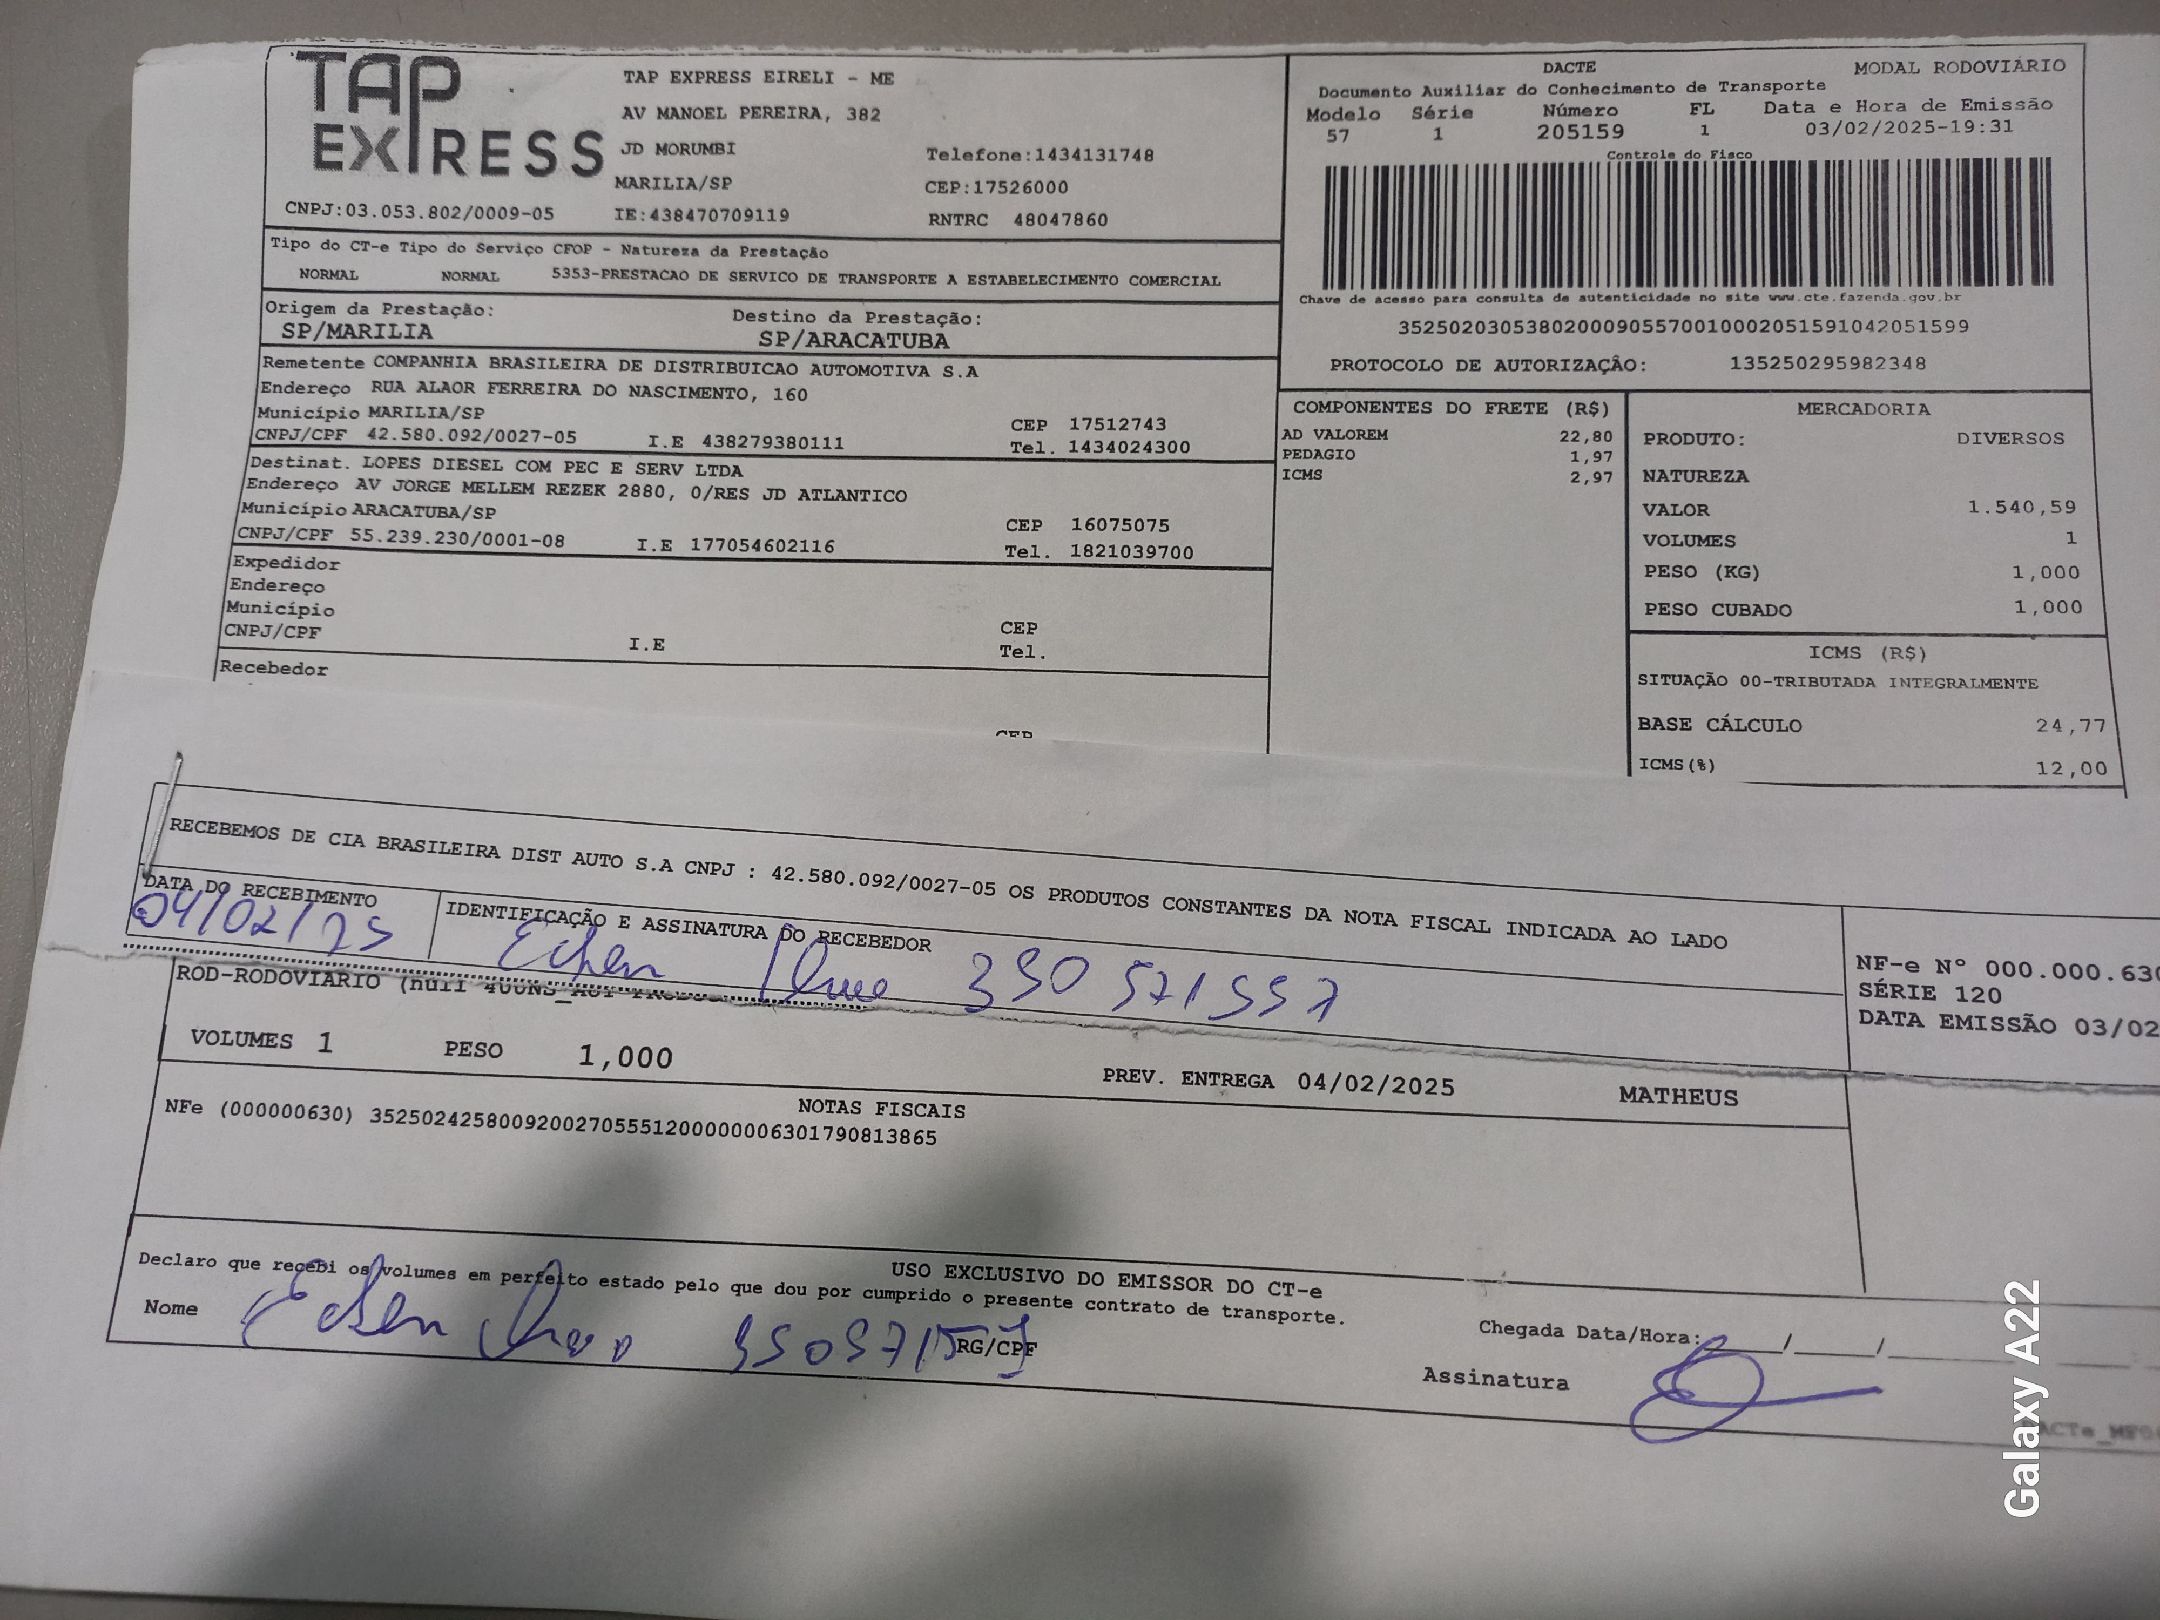 TAP EXPRESS
TAP EXPRESS EIRELI - ME
AV MANOEL PEREIRA, 382
JD MORUMBI
Telefone:1434131748
MARILIA/SP
CEP:17526000
CNPJ:03.053.802/0009-05 IE:438470709119
RNTRC 48047860
DACTE MODAL RODOVIÁRIO
Documento Auxiliar do Conhecimento de Transporte
Modelo Série Número FL Data e Hora de Emissão
57 1 205159 1 03/02/2025-19:31
Controle do Fisco
Chave de acesso para consulta de autenticidade no site www.cte.fazenda.gov.br
35250203053802000905570010002051591042051599
PROTOCOLO DE AUTORIZAÇÃO: 135250295982348
Tipo do CT-e Tipo do Serviço CFOP - Natureza da Prestação
NORMAL NORMAL 5353-PRESTACAO DE SERVICO DE TRANSPORTE A ESTABELECIMENTO COMERCIAL
Origem da Prestação: Destino da Prestação:
SP/MARILIA SP/ARACATUBA
Remetente COMPANHIA BRASILEIRA DE DISTRIBUICAO AUTOMOTIVA S.A
Endereço RUA ALAOR FERREIRA DO NASCIMENTO, 160
Município MARILIA/SP CEP 17512743
CNPJ/CPF 42.580.092/0027-05 I.E 438279380111 Tel. 1434024300
Destinat. LOPES DIESEL COM PEC E SERV LTDA
Endereço AV JORGE MELLEM REZEK 2880, 0/RES JD ATLANTICO
Município ARACATUBA/SP CEP 16075075
CNPJ/CPF 55.239.230/0001-08 I.E 177054602116 Tel. 1821039700
Expedidor
Endereço
Município CEP
CNPJ/CPF I.E Tel.
Recebedor
CEP
COMPONENTES DO FRETE (R$)
AD VALOREM 22,80
PEDAGIO 1,97
ICMS 2,97
MERCADORIA
PRODUTO: DIVERSOS
NATUREZA
VALOR 1.540,59
VOLUMES 1
PESO (KG) 1,000
PESO CUBADO 1,000
ICMS (R$)
SITUAÇÃO 00-TRIBUTADA INTEGRALMENTE
BASE CÁLCULO 24,77
ICMS(%) 12,00
RECEBEMOS DE CIA BRASILEIRA DIST AUTO S.A CNPJ : 42.580.092/0027-05 OS PRODUTOS CONSTANTES DA NOTA FISCAL INDICADA AO LADO
DATA DO RECEBIMENTO IDENTIFICAÇÃO E ASSINATURA DO RECEBEDOR
04/02/25
NF-e Nº 000.000.630
SÉRIE 120
DATA EMISSÃO 03/02
ROD-RODOVIARIO (null
VOLUMES 1 PESO 1,000 PREV. ENTREGA 04/02/2025 MATHEUS
NOTAS FISCAIS
NFe (000000630) 35250242580092002705551200000006301790813865
USO EXCLUSIVO DO EMISSOR DO CT-e
Declaro que recebi os volumes em perfeito estado pelo que dou por cumprido o presente contrato de transporte.
Nome RG/CPF
Chegada Data/Hora: / /
Assinatura
Galaxy A22